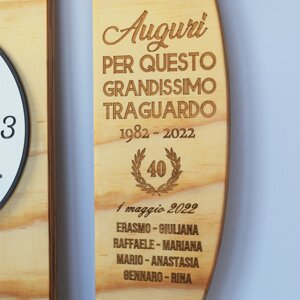 Auguri
PER QUESTO
GRANDISSIMO
TRAGUARDO
1982 - 2022
40
1 maggio 2022
ERASMO - GIULIANA
RAFFAELE - MARIANA
MARIO - ANASTASIA
GENNARO - RINA
3